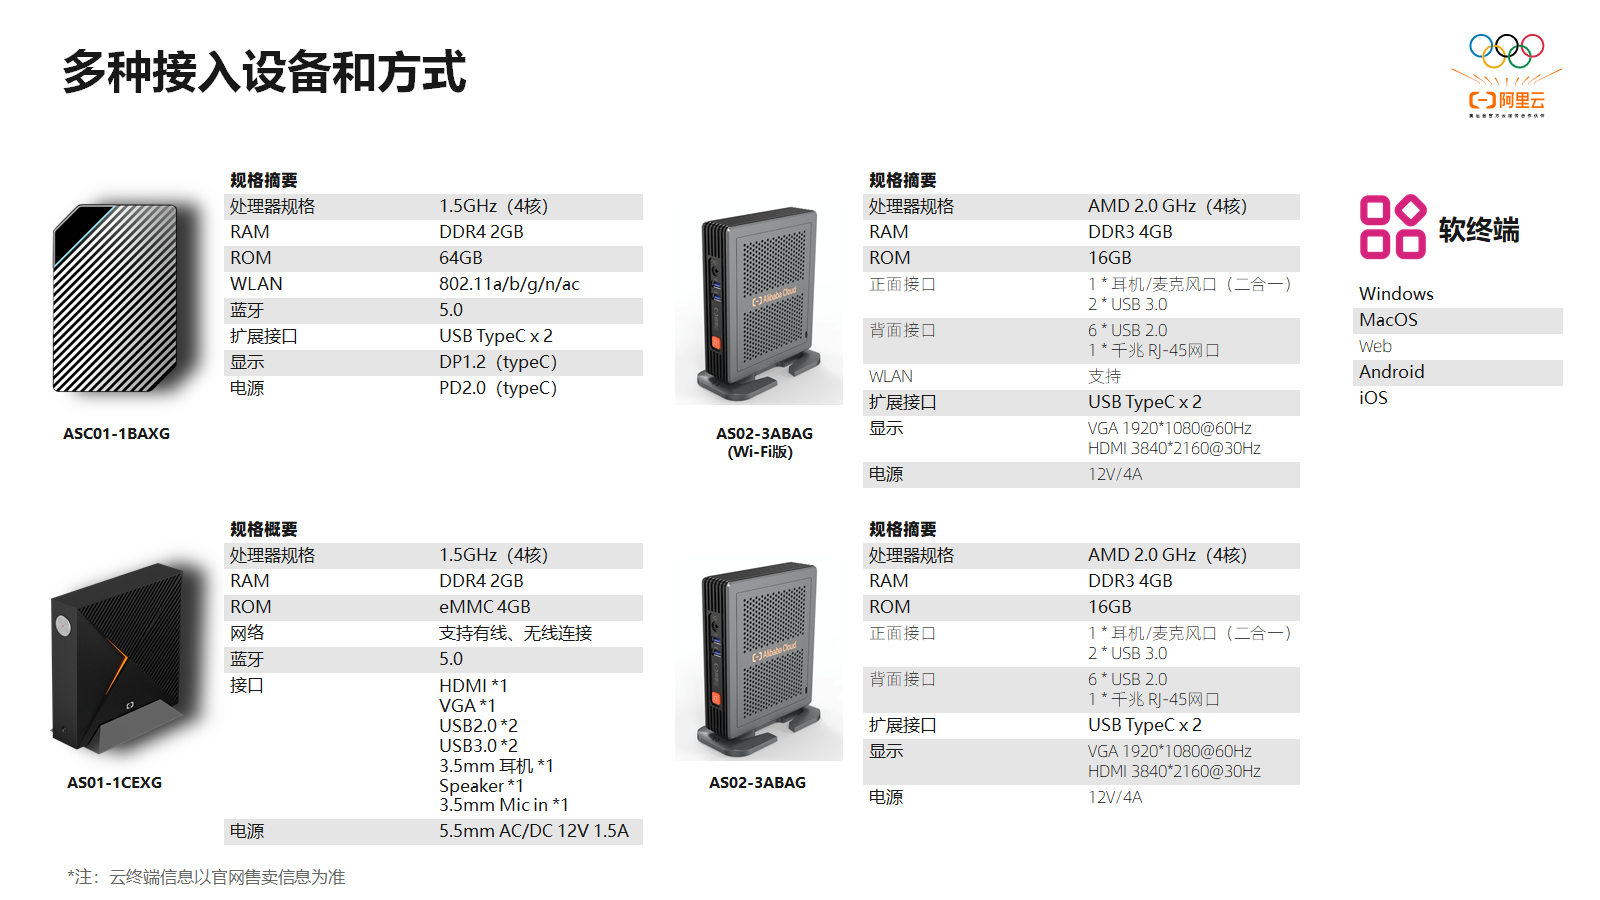 多种接入设备和方式
阿里云
奥运会官方云服务合作伙伴
规格摘要
处理器规格 1.5GHz（4核）
RAM DDR4 2GB
ROM 64GB
WLAN 802.11a/b/g/n/ac
蓝牙 5.0
扩展接口 USB TypeC x 2
显示 DP1.2（typeC）
电源 PD2.0（typeC）
ASC01-1BAXG
Alibaba Cloud
AS02-3ABAG
(Wi-Fi版)
规格摘要
处理器规格 AMD 2.0 GHz（4核）
RAM DDR3 4GB
ROM 16GB
正面接口 1 * 耳机/麦克风口（二合一）
2 * USB 3.0
背面接口 6 * USB 2.0
1 * 千兆 RJ-45网口
WLAN 支持
扩展接口 USB TypeC x 2
显示 VGA 1920*1080@60Hz
HDMI 3840*2160@30Hz
电源 12V/4A
软终端
Windows
MacOS
Web
Android
iOS
规格概要
处理器规格 1.5GHz（4核）
RAM DDR4 2GB
ROM eMMC 4GB
网络 支持有线、无线连接
蓝牙 5.0
接口 HDMI *1
VGA *1
USB2.0 *2
USB3.0 *2
3.5mm 耳机 *1
Speaker *1
3.5mm Mic in *1
电源 5.5mm AC/DC 12V 1.5A
AS01-1CEXG
Alibaba Cloud
AS02-3ABAG
规格摘要
处理器规格 AMD 2.0 GHz（4核）
RAM DDR3 4GB
ROM 16GB
正面接口 1 * 耳机/麦克风口（二合一）
2 * USB 3.0
背面接口 6 * USB 2.0
1 * 千兆 RJ-45网口
扩展接口 USB TypeC x 2
显示 VGA 1920*1080@60Hz
HDMI 3840*2160@30Hz
电源 12V/4A
*注：云终端信息以官网售卖信息为准